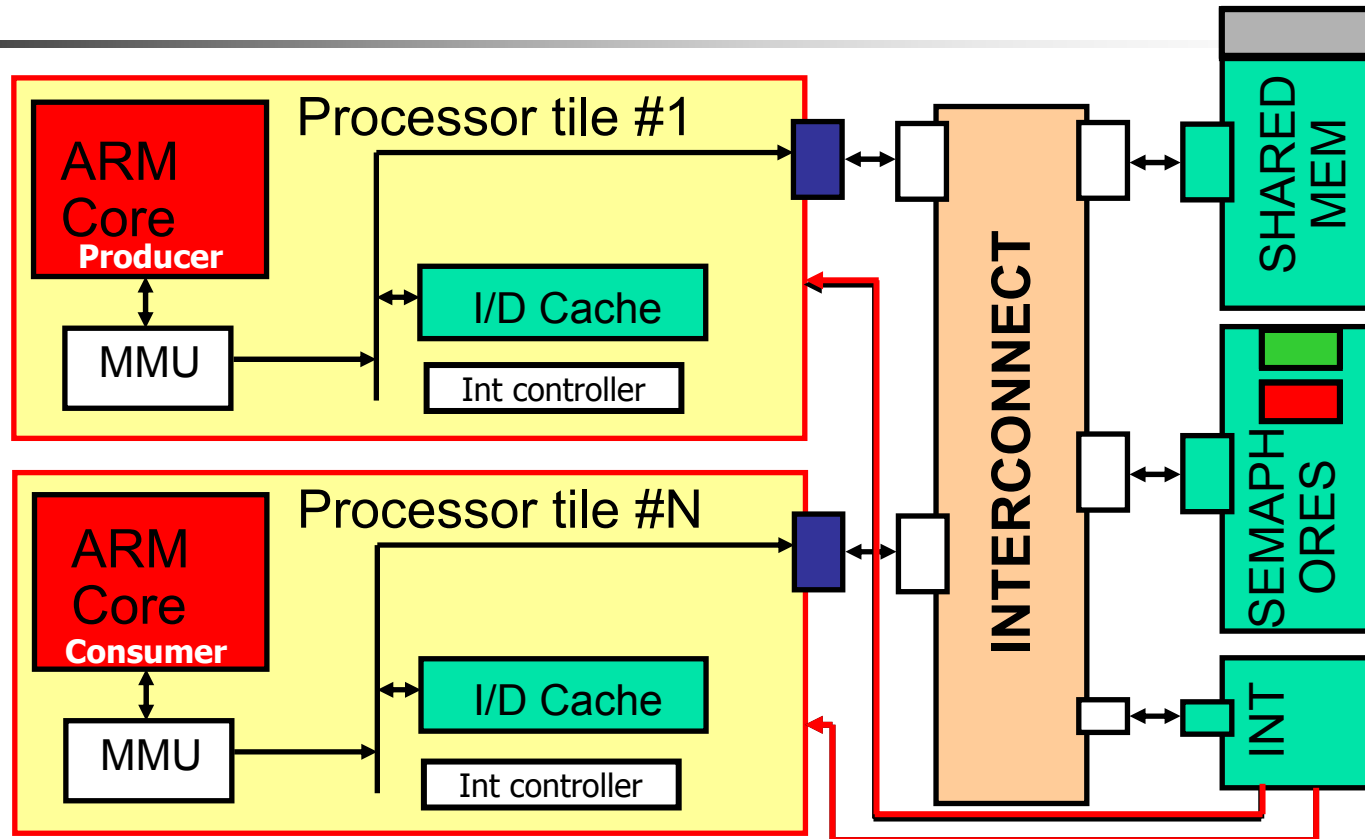 Processor tile #1
ARM
Core
Producer
MMU
I/D Cache
Int controller
Processor tile #N
ARM
Core
Consumer
MMU
I/D Cache
Int controller
INTERCONNECT
SHARED
MEM
SEMAPH
ORES
INT